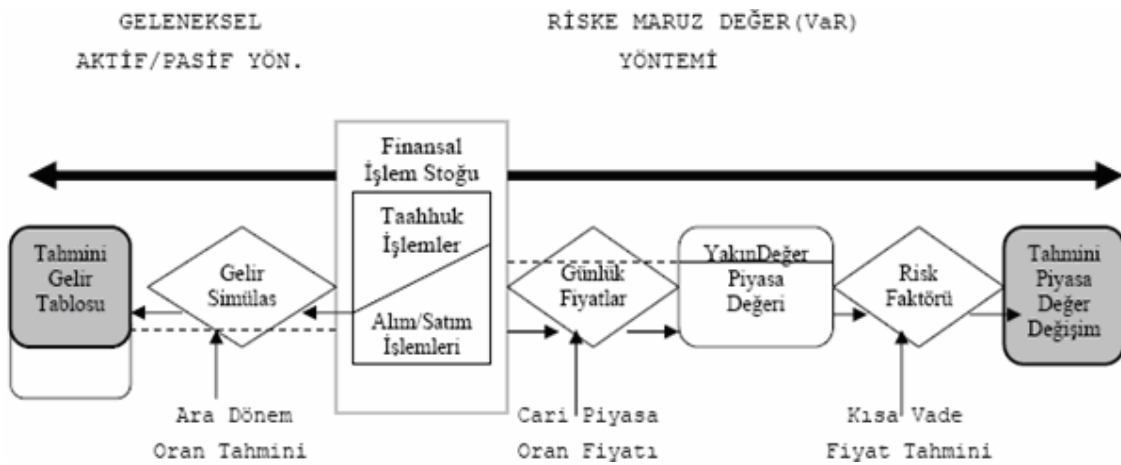 GELENEKSEL
AKTİF/PASİF YÖN.
RİSKE MARUZ DEĞER(VaR)
YÖNTEMİ
Finansal
İşlem Stoğu
Taahhuk
İşlemler
Alım/Satım
İşlemleri
Tahmini
Gelir
Tablosu
Gelir
Simülas
Günlük
Fiyatlar
YakınDeğer
Piyasa
Değeri
Risk
Faktörü
Tahmini
Piyasa
Değer
Değişim
Ara Dönem
Oran Tahmini
Cari Piyasa
Oran Fiyatı
Kısa Vade
Fiyat Tahmini